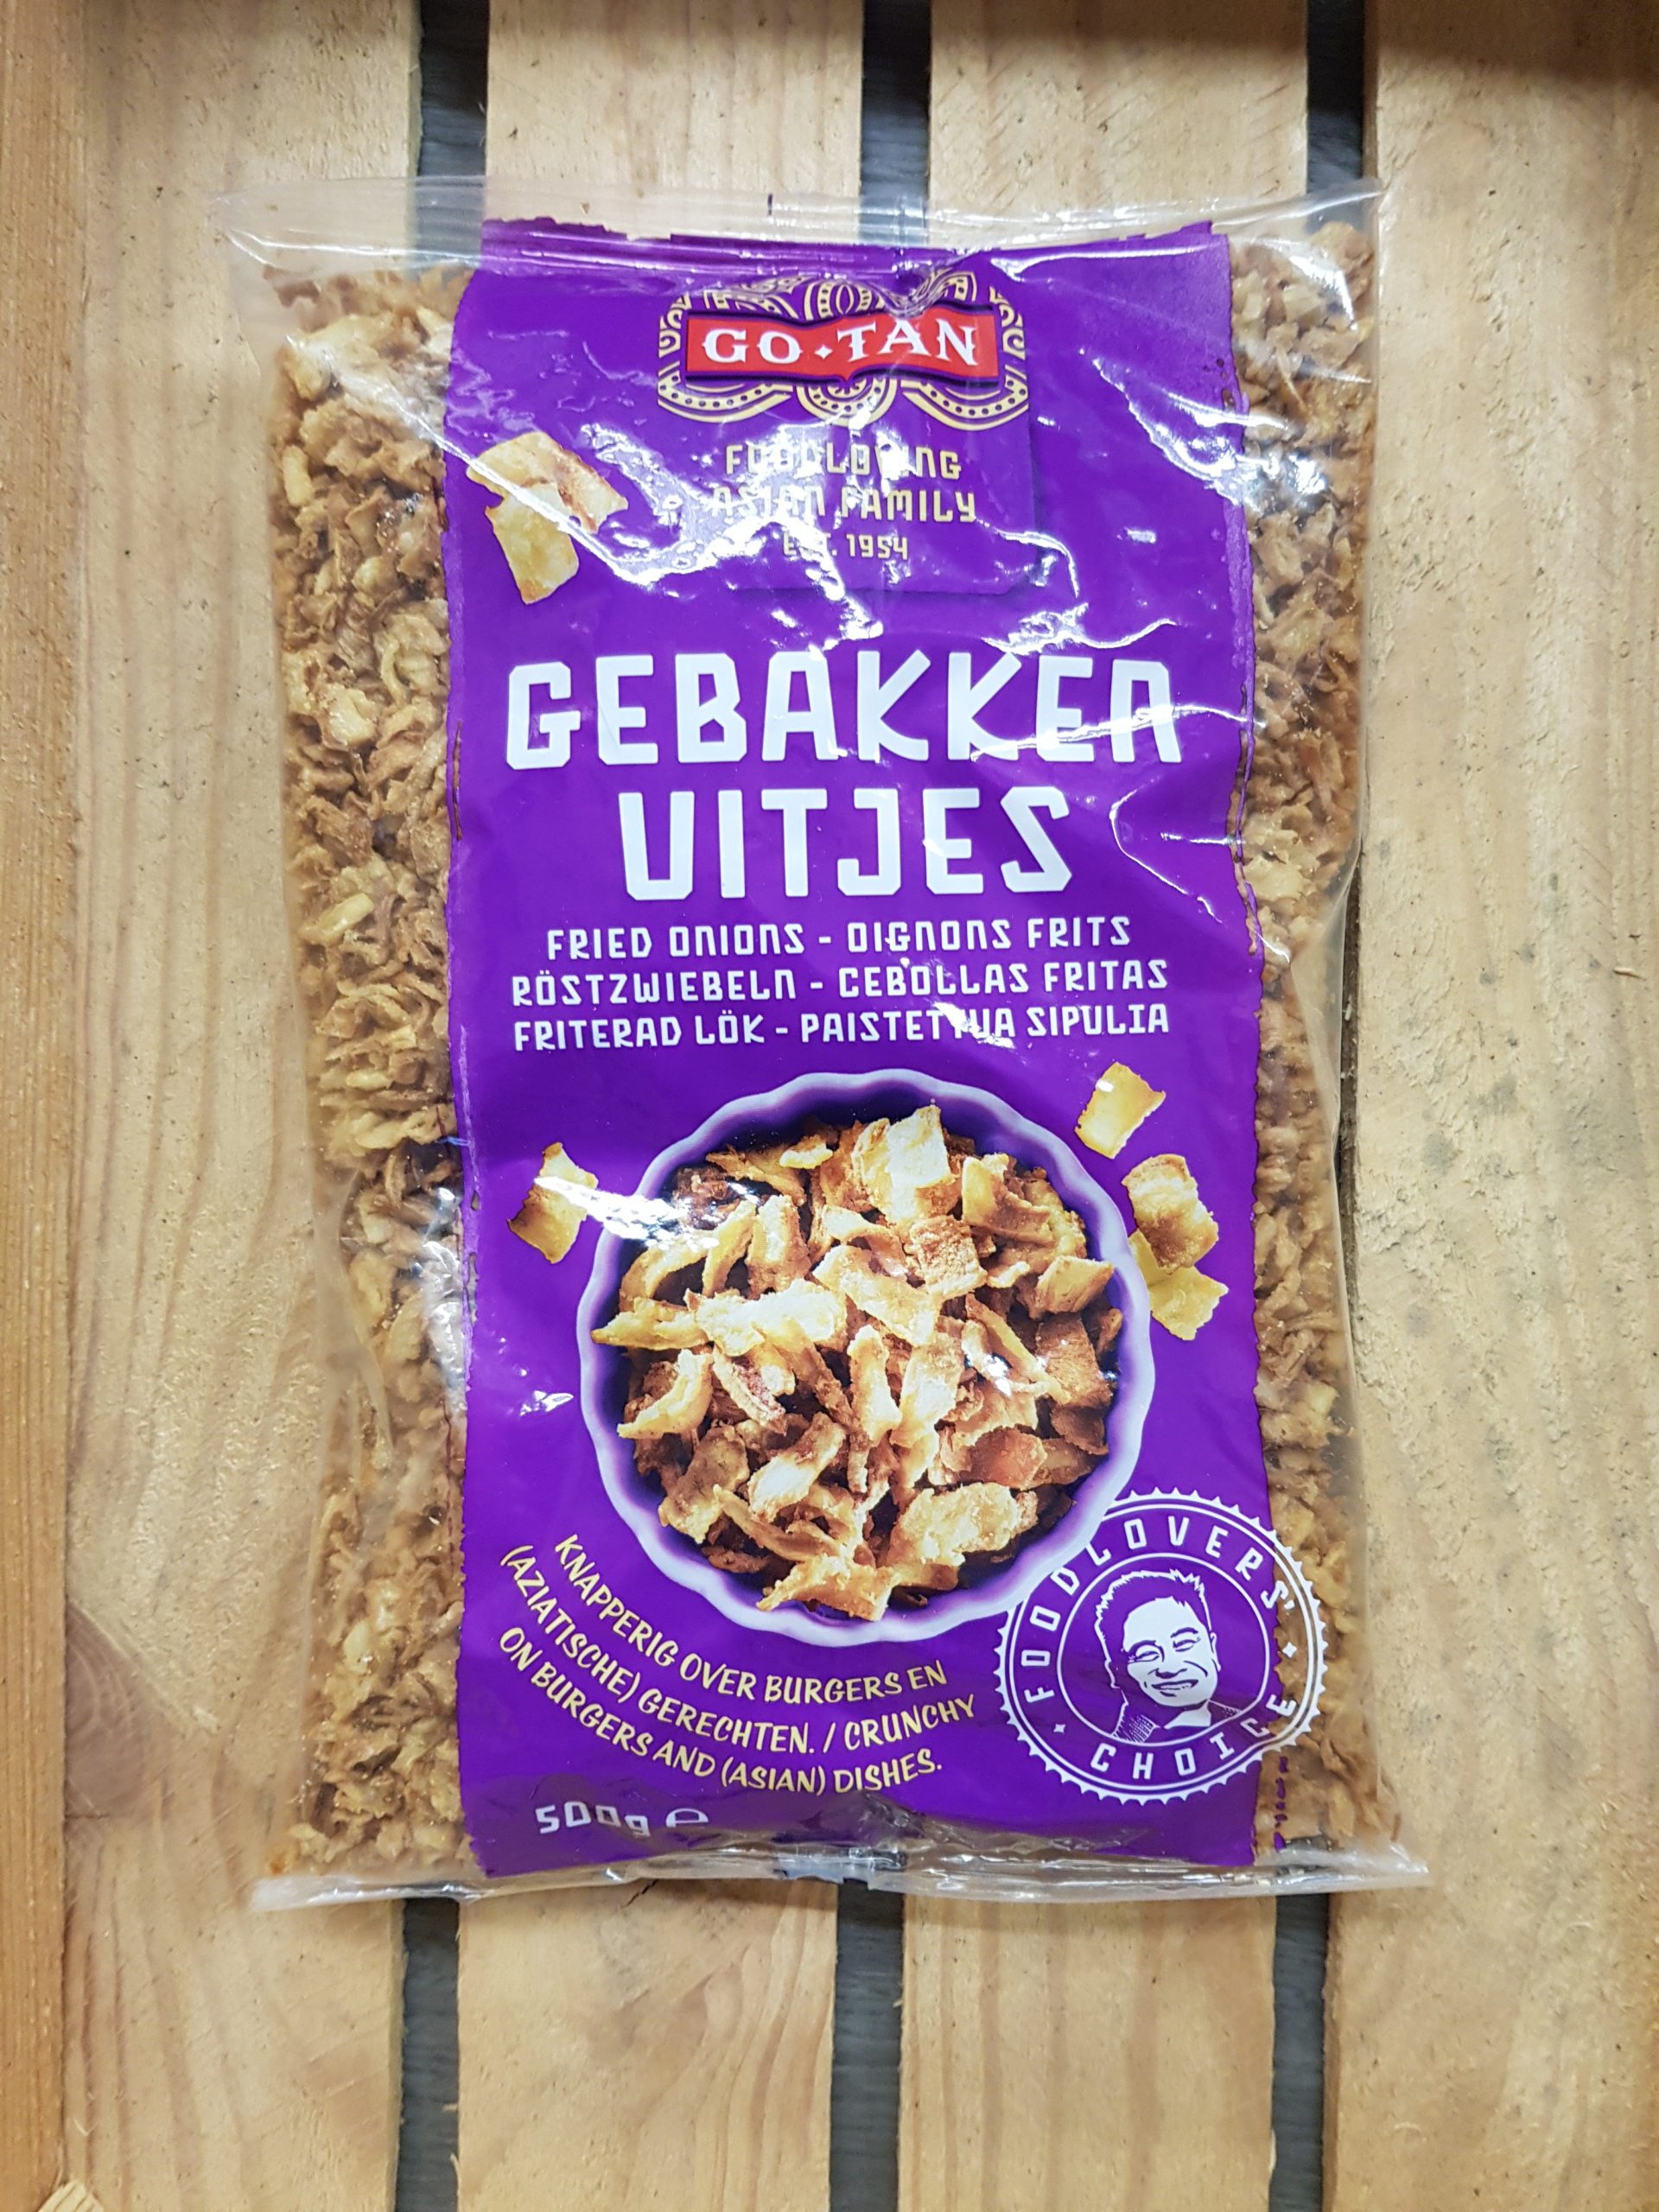 GO·TAN
FOODLOVING
ASIAN FAMILY
EST. 1954
GEBAKKEN
UITJES
FRIED ONIONS - OIGNONS FRITS
RÖSTZWIEBELN - CEBOLLAS FRITAS
FRITERAD LÖK - PAISTETTUA SIPULIA
KNAPPERIG OVER BURGERS EN
(AZIATISCHE) GERECHTEN. / CRUNCHY
ON BURGERS AND (ASIAN) DISHES.
FOODLOVERS'
CHOICE
500g ℮